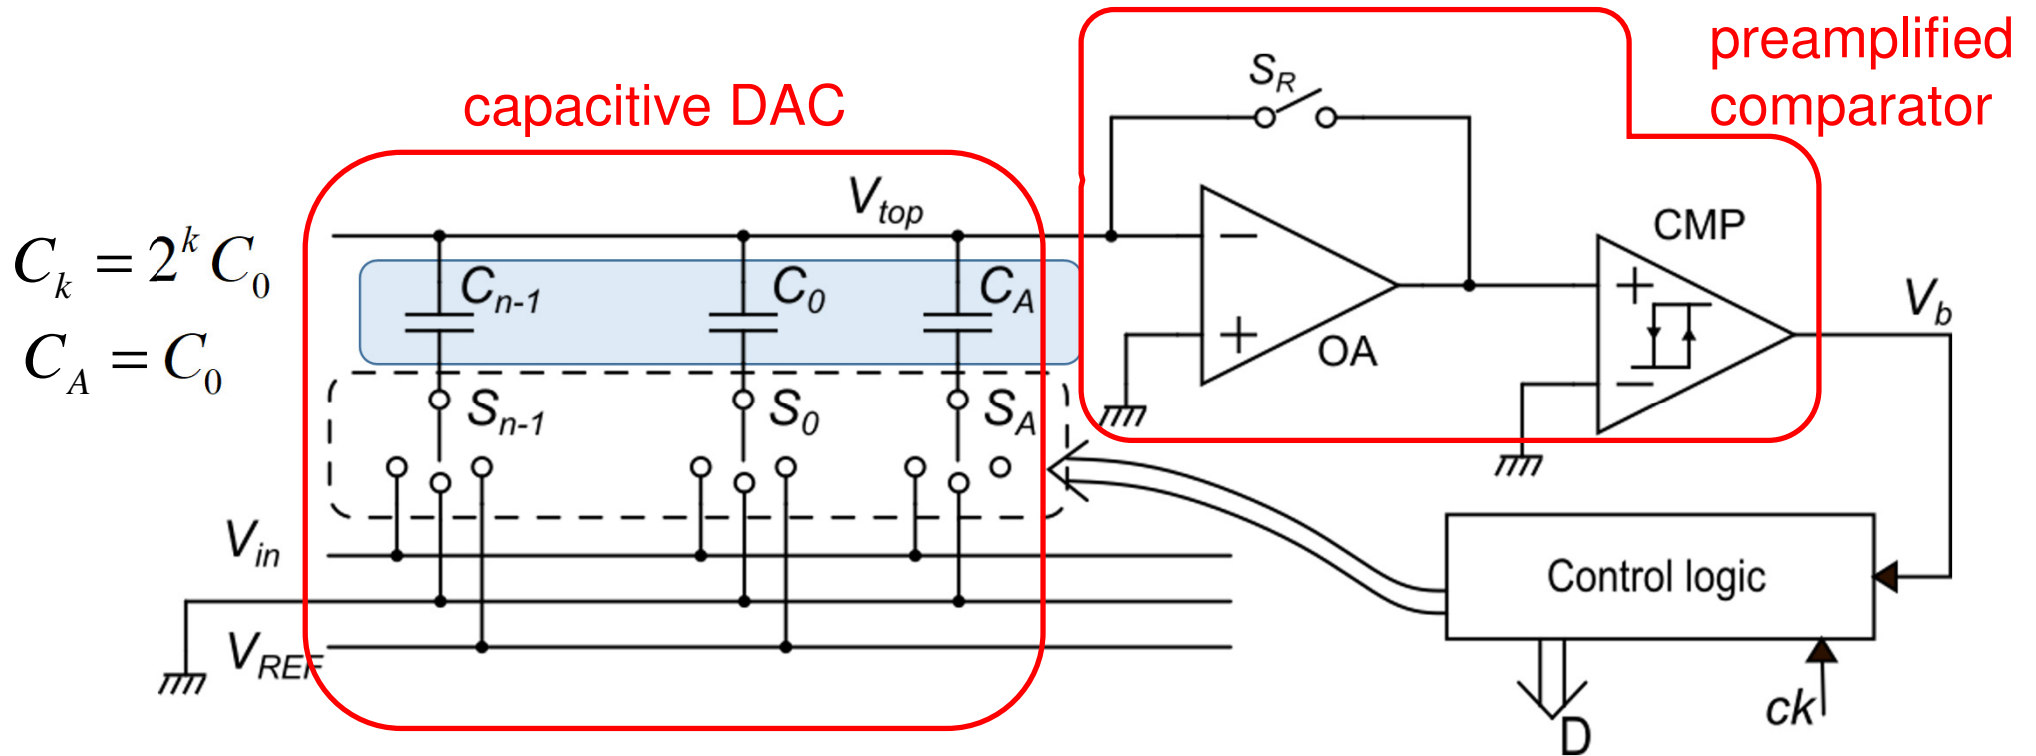 preamplified
comparator
capacitive DAC
S_R
V_top
C_k = 2^k C_0
C_A = C_0
C_n-1
C_0
C_A
CMP
V_b
OA
S_n-1
S_0
S_A
V_in
V_REF
Control logic
ck
D